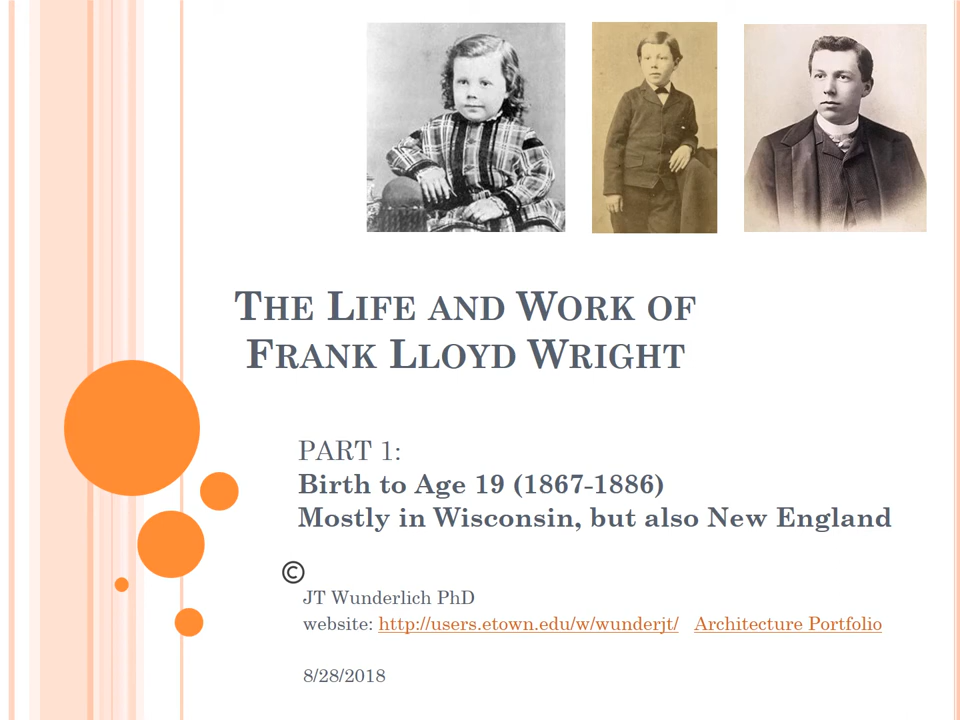 The Life and Work of
Frank Lloyd Wright
PART 1:
Birth to Age 19 (1867-1886)
Mostly in Wisconsin, but also New England
©
JT Wunderlich PhD
website: http://users.etown.edu/w/wunderjt/ Architecture Portfolio
8/28/2018